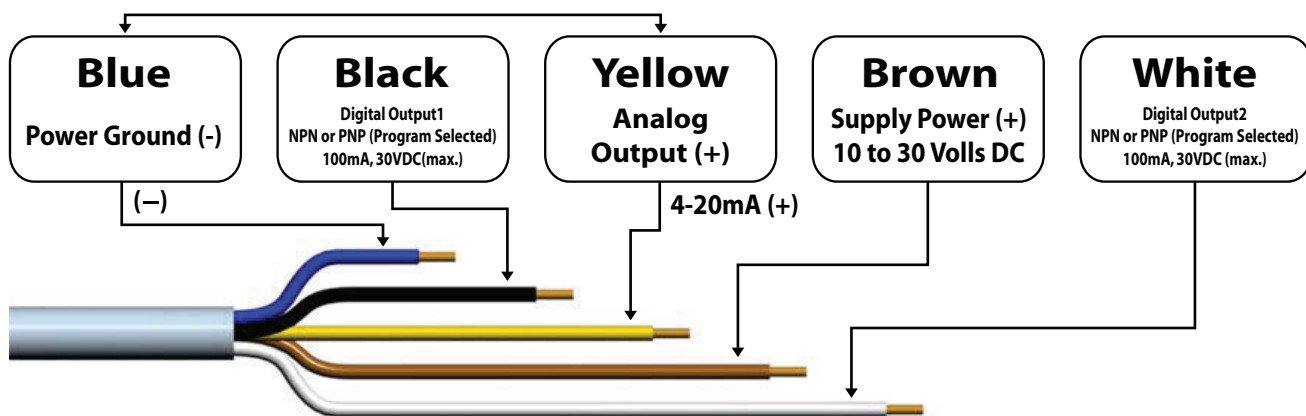 Blue
Power Ground (-)
Black
Digital Output1
NPN or PNP (Program Selected)
100mA, 30VDC(max.)
Yellow
Analog
Output (+)
Brown
Supply Power (+)
10 to 30 Volls DC
White
Digital Output2
NPN or PNP (Program Selected)
100mA, 30VDC (max.)
(−)
4-20mA (+)